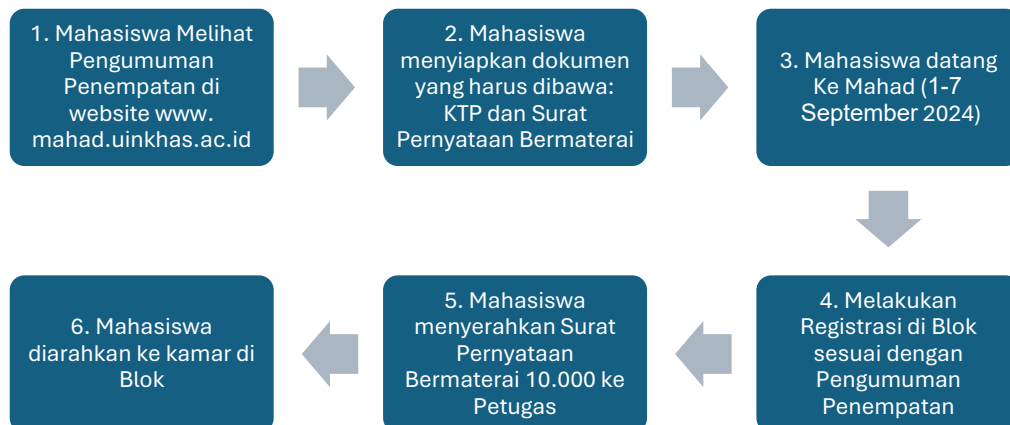 1. Mahasiswa Melihat
Pengumuman
Penempatan di
website www.
mahad.uinkhas.ac.id
2. Mahasiswa
menyiapkan dokumen
yang harus dibawa:
KTP dan Surat
Pernyataan Bermaterai
3. Mahasiswa datang
Ke Mahad (1-7
September 2024)
4. Melakukan
Registrasi di Blok
sesuai dengan
Pengumuman
Penempatan
5. Mahasiswa
menyerahkan Surat
Pernyataan
Bermaterai 10.000 ke
Petugas
6. Mahasiswa
diarahkan ke kamar di
Blok